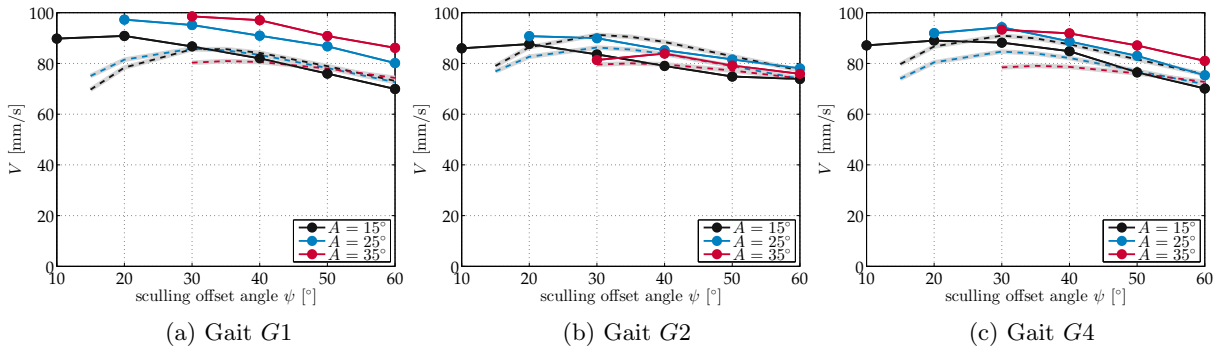 100
80
60
40
20
0
V [mm/s]
10 20 30 40 50 60
sculling offset angle ψ [°]
A = 15°
A = 25°
A = 35°
(a) Gait G1
100
80
60
40
20
0
V [mm/s]
10 20 30 40 50 60
sculling offset angle ψ [°]
A = 15°
A = 25°
A = 35°
(b) Gait G2
100
80
60
40
20
0
V [mm/s]
10 20 30 40 50 60
sculling offset angle ψ [°]
A = 15°
A = 25°
A = 35°
(c) Gait G4